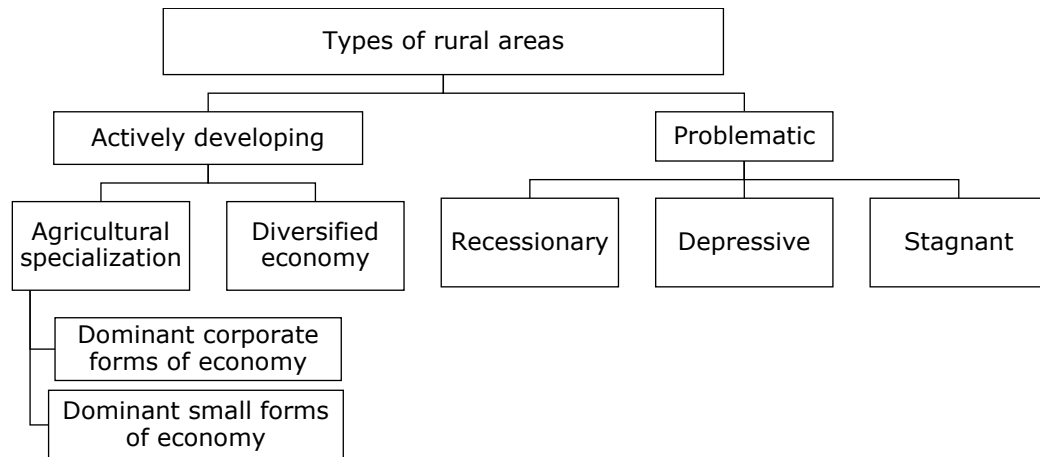 Types of rural areas
Actively developing
Problematic
Agricultural
specialization
Diversified
economy
Recessionary
Depressive
Stagnant
Dominant corporate
forms of economy
Dominant small forms
of economy